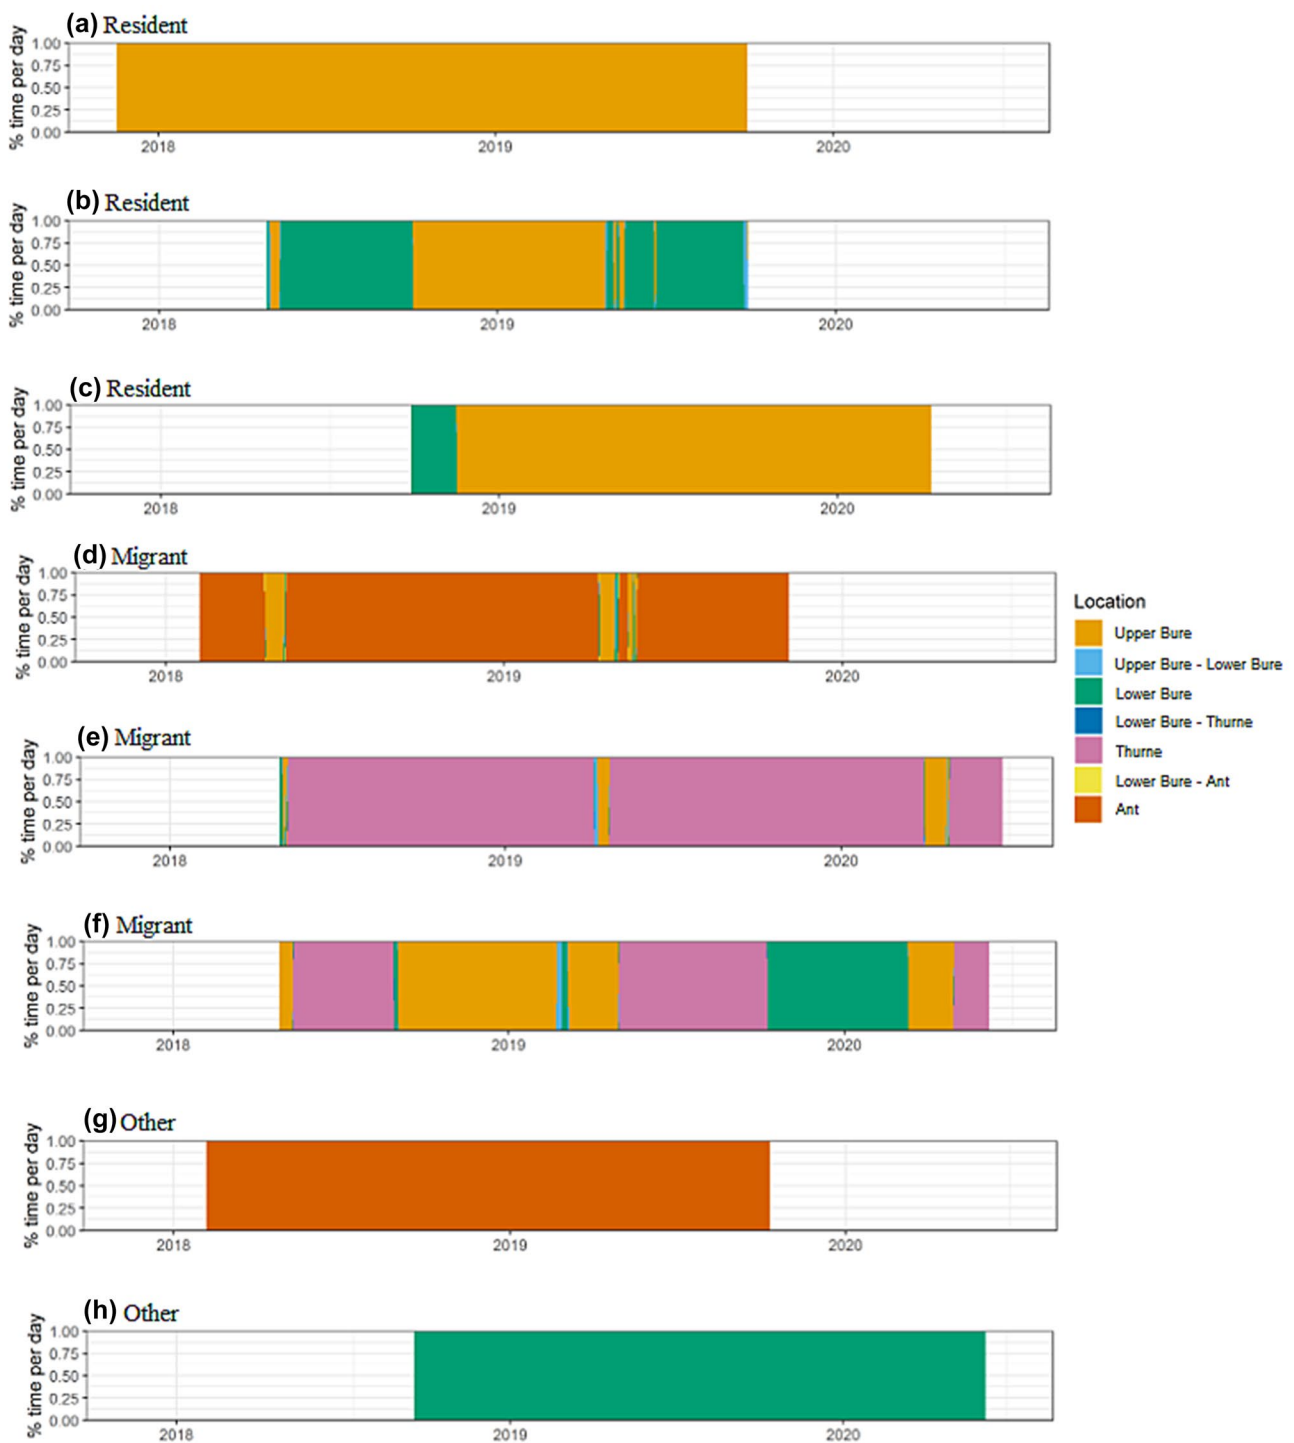 (a) Resident
% time per day
1.00
0.75
0.50
0.25
0.00
2018 2019 2020
(b) Resident
% time per day
1.00
0.75
0.50
0.25
0.00
2018 2019 2020
(c) Resident
% time per day
1.00
0.75
0.50
0.25
0.00
2018 2019 2020
(d) Migrant
% time per day
1.00
0.75
0.50
0.25
0.00
2018 2019 2020
Location
Upper Bure
Upper Bure - Lower Bure
Lower Bure
Lower Bure - Thurne
Thurne
Lower Bure - Ant
Ant
(e) Migrant
% time per day
1.00
0.75
0.50
0.25
0.00
2018 2019 2020
(f) Migrant
% time per day
1.00
0.75
0.50
0.25
0.00
2018 2019 2020
(g) Other
% time per day
1.00
0.75
0.50
0.25
0.00
2018 2019 2020
(h) Other
% time per day
1.00
0.75
0.50
0.25
0.00
2018 2019 2020